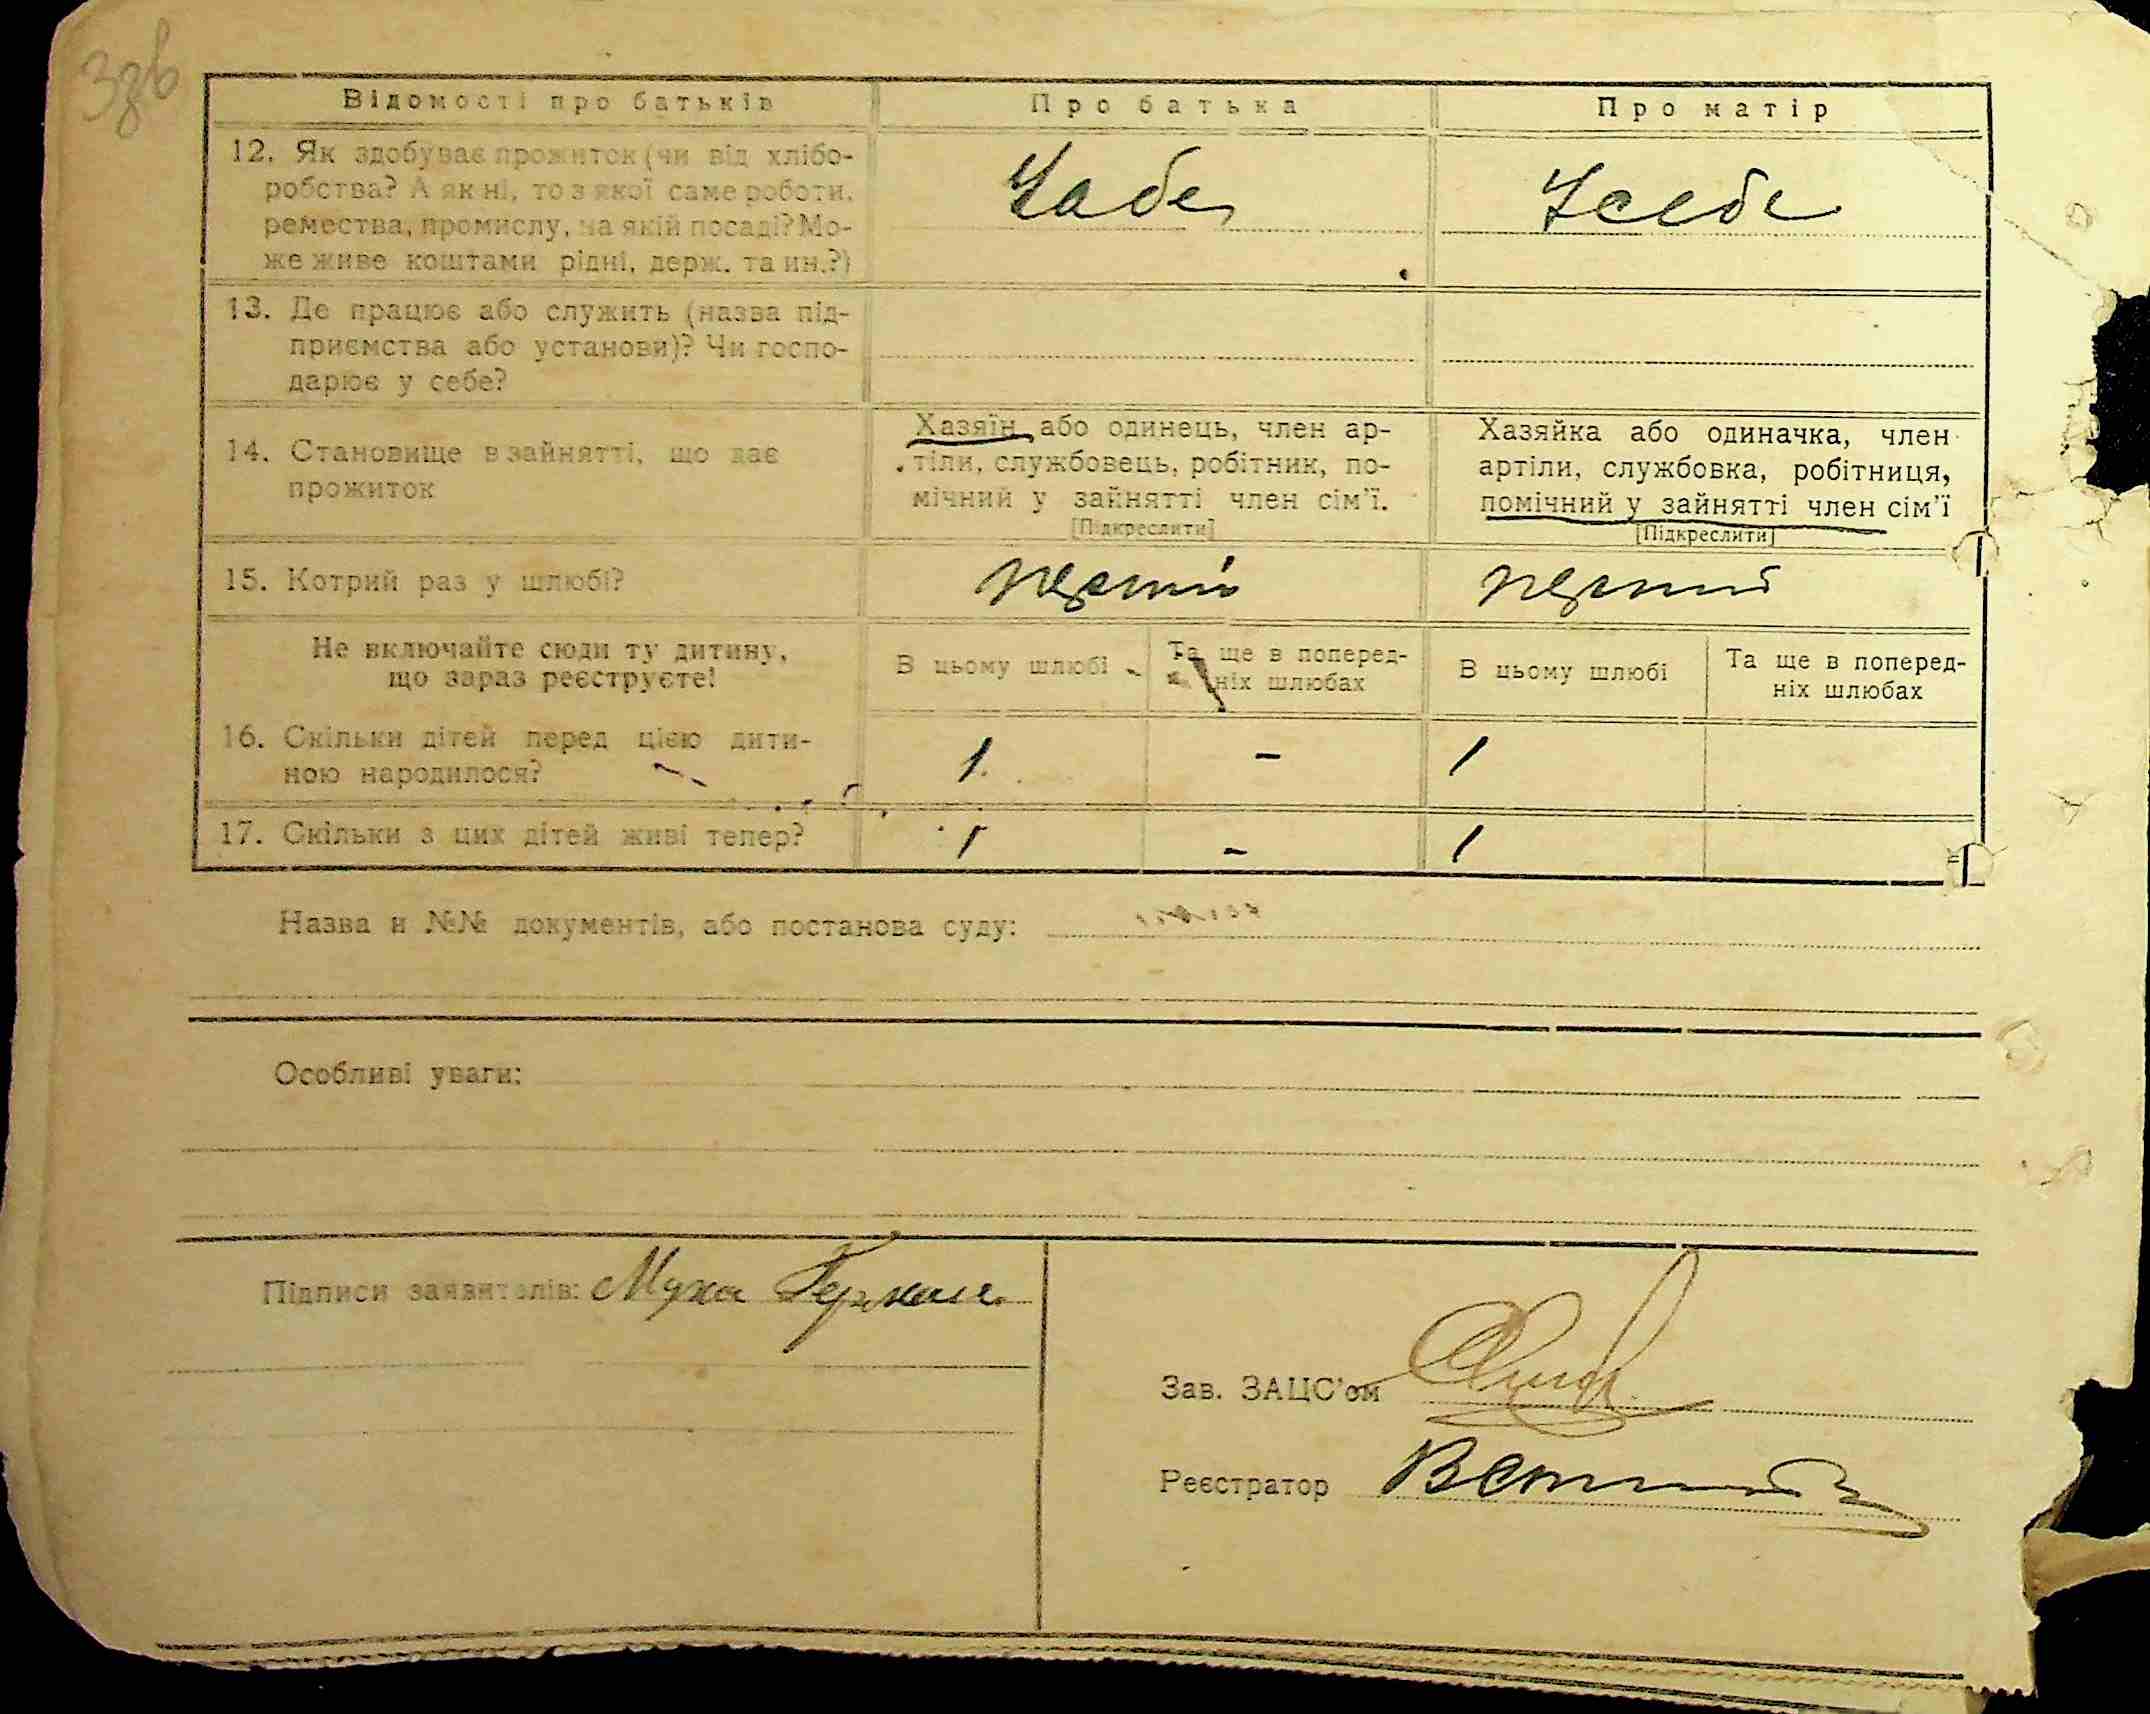 38в
Відомості про батьків
Про батька
Про матір
12. Як здобуває прожиток (чи від хлібо-
робства? А як ні, то з якої саме роботи,
ремества, промислу, на якій посаді? Мо-
же живе коштами рідні, держ. та ин.?)
У себе
У себе
13. Де працює або служить (назва під-
приємства або установи)? Чи госпо-
дарює у себе?
14. Становище в зайнятті, що дає
прожиток
Хазяїн або одинець, член ар-
тіли, службовець, робітник, по-
мічний у зайнятті член сім'ї.
[Підкреслити]
Хазяйка або одиначка, член
артіли, службовка, робітниця,
помічний у зайнятті член сім'ї
[Підкреслити]
15. Котрий раз у шлюбі?
перший
перший
Не включайте сюди ту дитину,
що зараз реєструєте!
В цьому шлюбі
Та ще в поперед-
ніх шлюбах
В цьому шлюбі
Та ще в поперед-
ніх шлюбах
16. Скільки дітей перед цією дити-
ною народилося?
1
-
1
17. Скільки з цих дітей живі тепер?
1
-
1
Назва й №№ документів, або постанова суду:
Особливі уваги:
Підписи заявителів: Муха
Зав. ЗАЦС'ом
Реєстратор